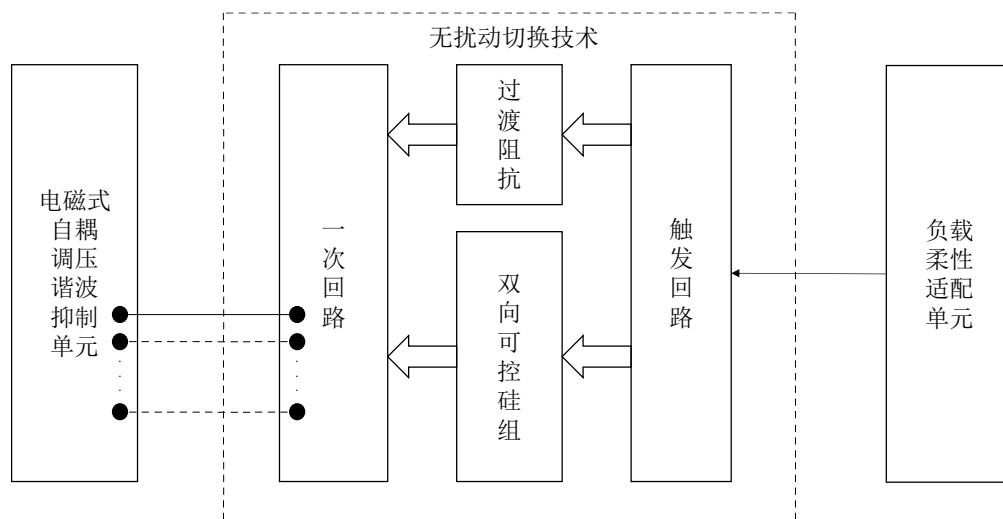 无扰动切换技术
电磁式
自耦
调压
谐波
抑制
单元
一次回路
过渡阻抗
双向可控硅组
触发回路
负载
柔性
适配
单元